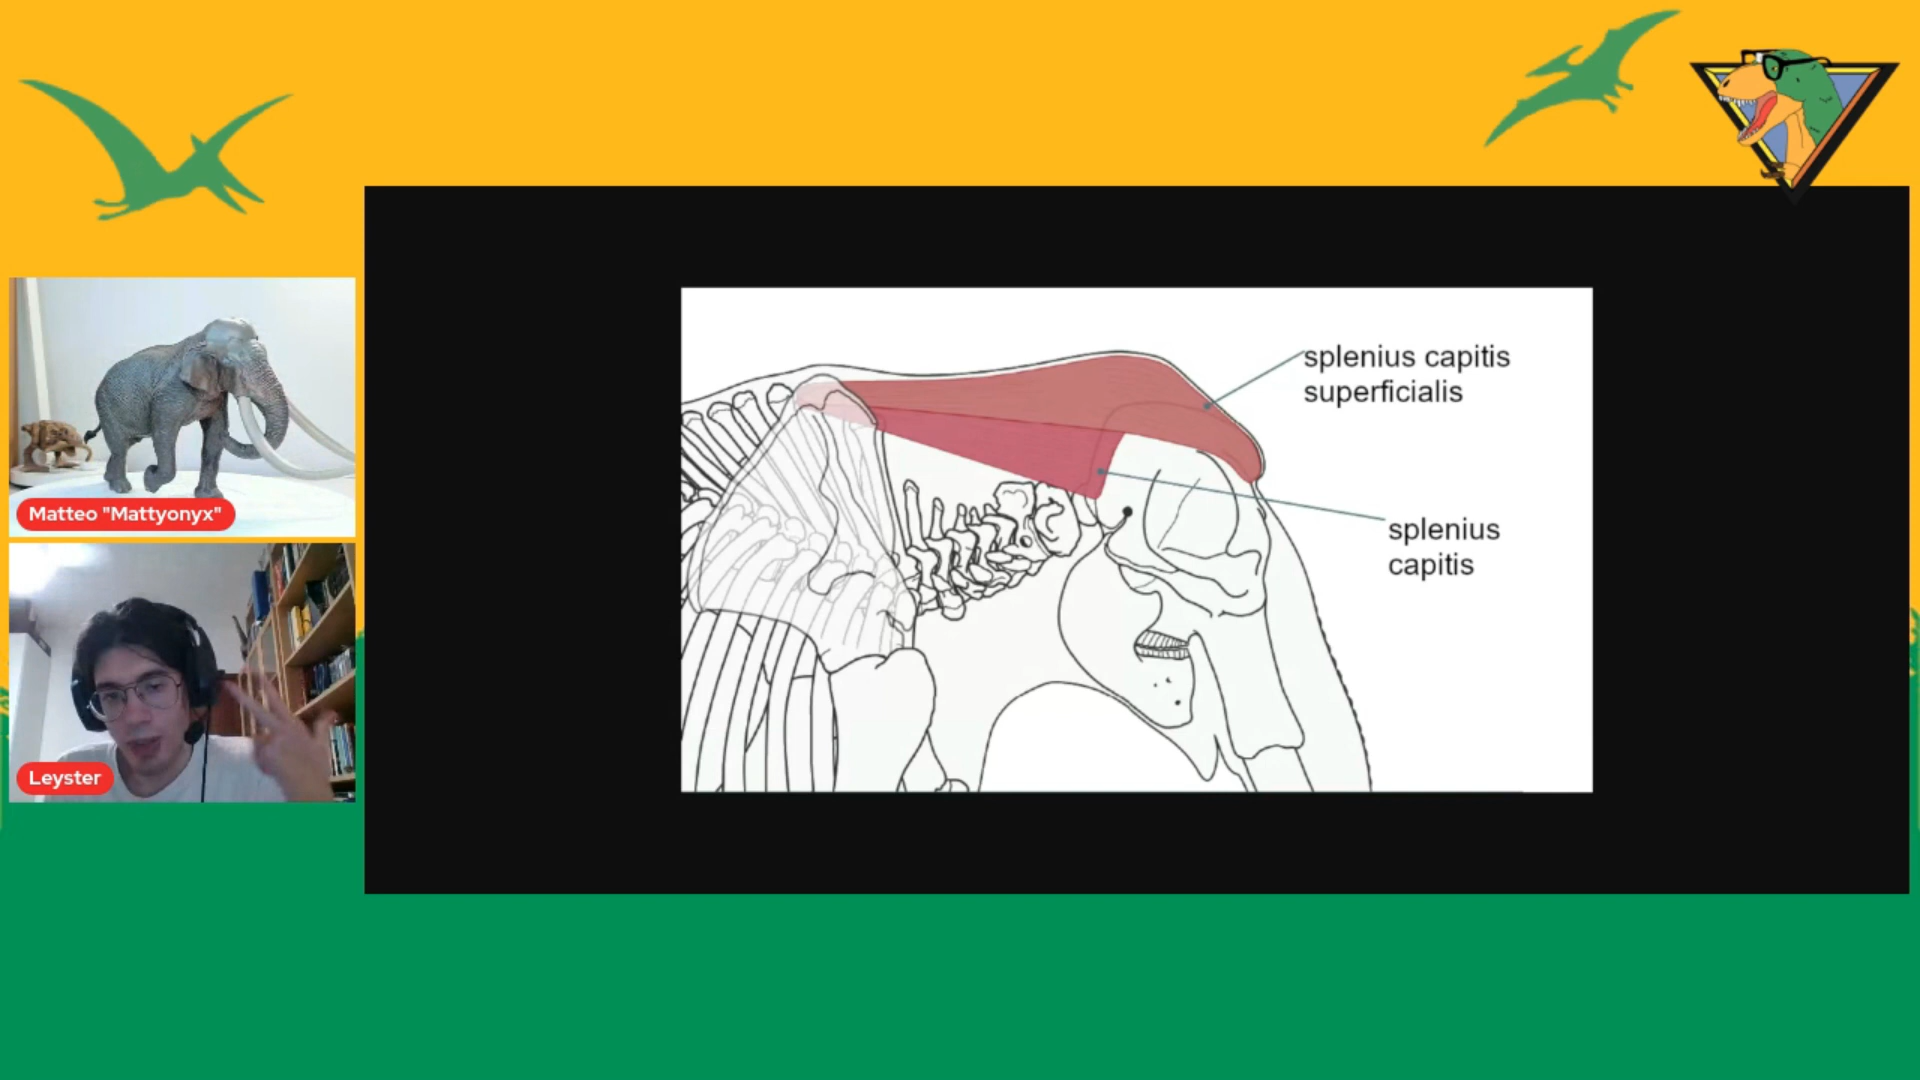 splenius capitis
superficialis
splenius
capitis
Matteo "Mattyonyx"
Leyster